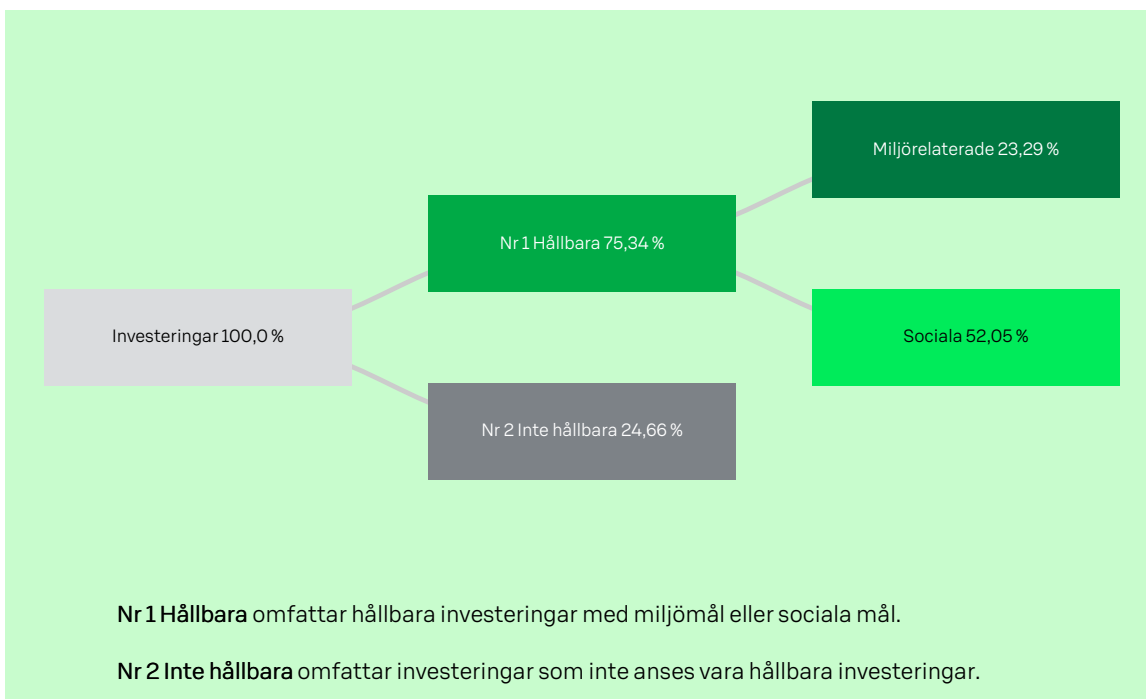 Miljörelaterade 23,29 %
Nr 1 Hållbara 75,34 %
Investeringar 100,0 %
Sociala 52,05 %
Nr 2 Inte hållbara 24,66 %
Nr 1 Hållbara omfattar hållbara investeringar med miljömål eller sociala mål.
Nr 2 Inte hållbara omfattar investeringar som inte anses vara hållbara investeringar.